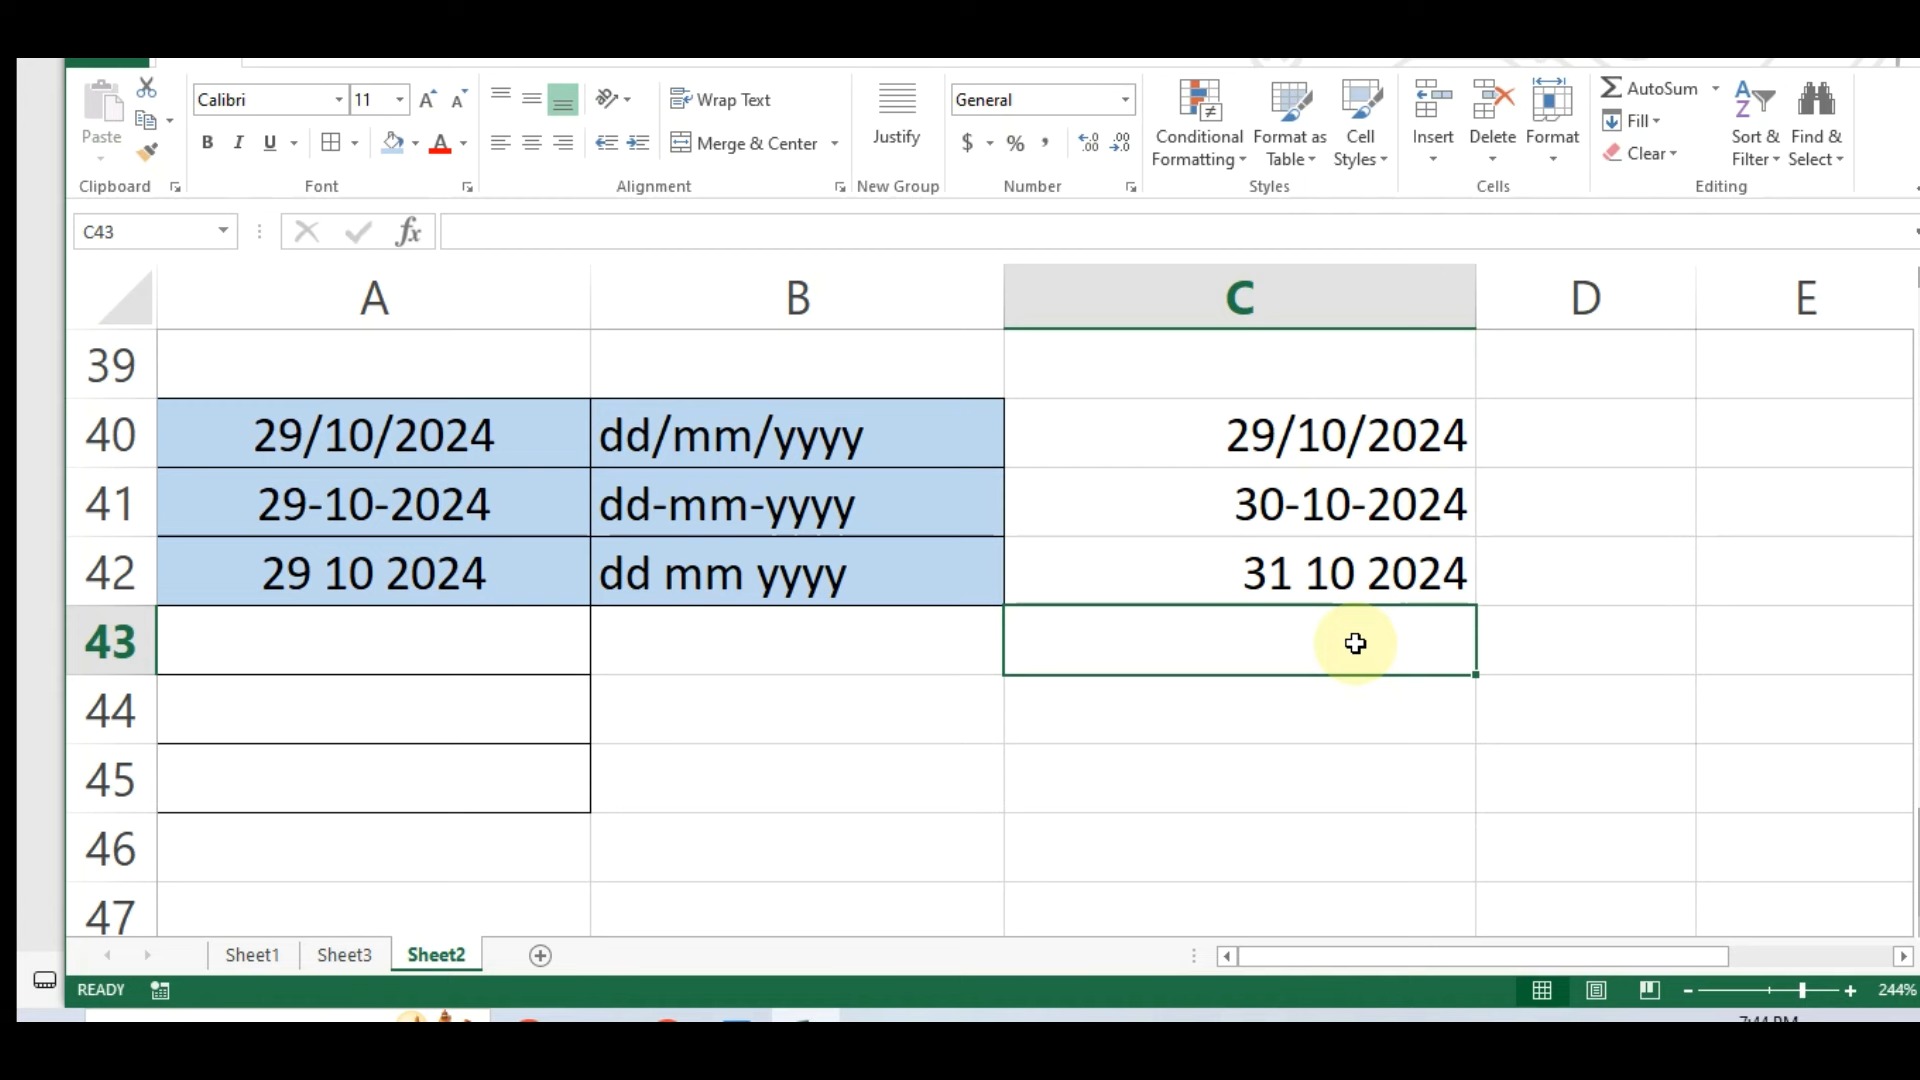 Calibri 11 Wrap Text General AutoSum
Paste Fill
B I U Merge & Center Justify $ % , Conditional Formatting Format as Table Cell Styles Insert Delete Format Clear Sort & Filter Find & Select
Clipboard Font Alignment New Group Number Styles Cells Editing
C43 fx
A B C D E
39
40 29/10/2024 dd/mm/yyyy 29/10/2024
41 29-10-2024 dd-mm-yyyy 30-10-2024
42 29 10 2024 dd mm yyyy 31 10 2024
43
44
45
46
47
Sheet1 Sheet3 Sheet2
READY 244%